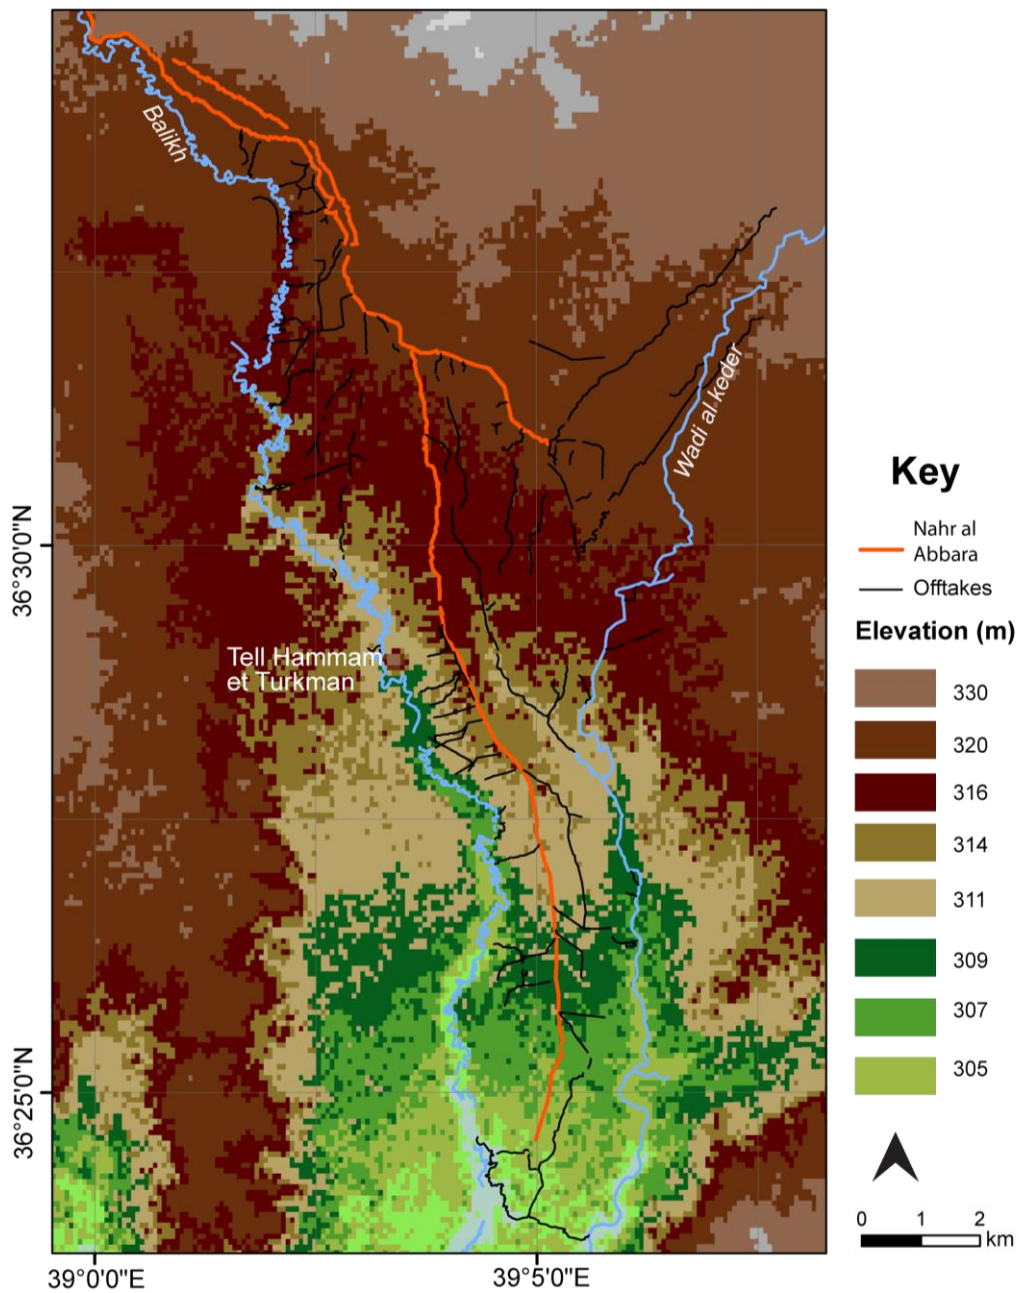 Balikh
Wadi al keder
36°30'0"N
Tell Hammam
et Turkman
36°25'0"N
39°0'0"E
39°5'0"E
Key
Nahr al
Abbara
Offtakes
Elevation (m)
330
320
316
314
311
309
307
305
0 1 2
km